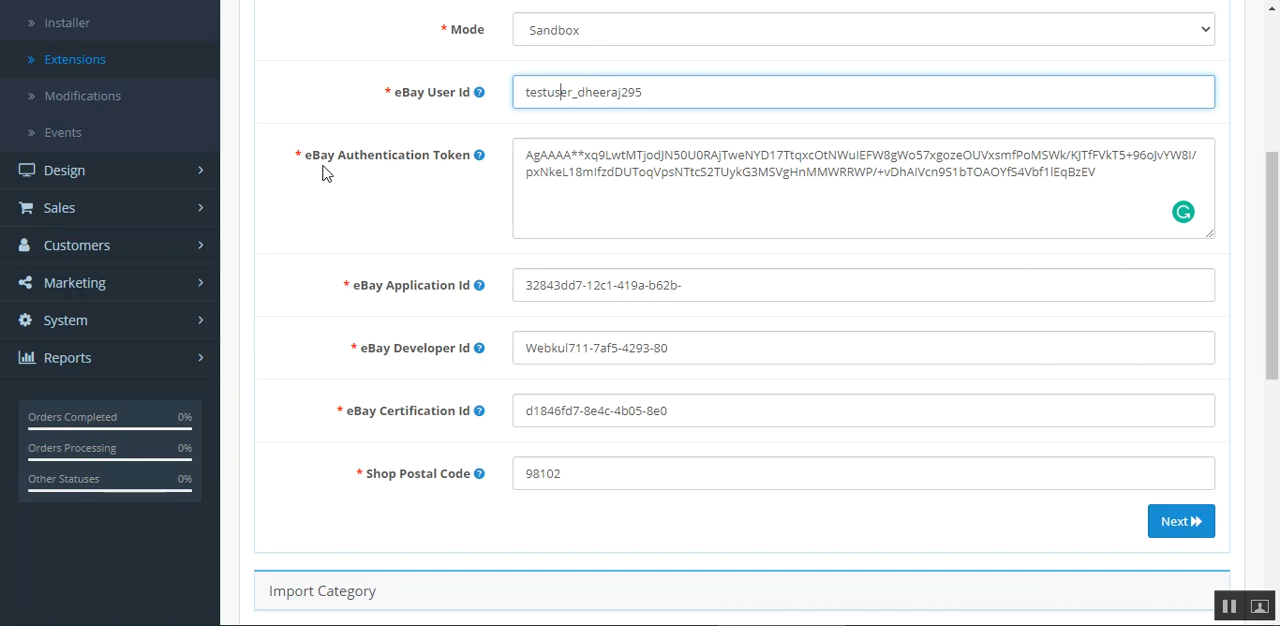 » Installer
» Extensions
» Modifications
» Events
Design
Sales
Customers
Marketing
System
Reports
Orders Completed 0%
Orders Processing 0%
Other Statuses 0%
* Mode
Sandbox
* eBay User Id
testuser_dheeraj295
* eBay Authentication Token
AgAAAA**xq9LwtMTjodJN50U0RAjTweNYD17TtqxcOtNWuIEFW8gWo57xgozeOUVxsmfPoMSWk/KJTfFVkT5+96oJvYW8I/
pxNkeL18mIfzdDUToqVpsNTtcS2TUykG3MSVgHnMMWRRWP/+vDhAIVcn9S1bTOAOYfS4Vbf1lEqBzEV
* eBay Application Id
32843dd7-12c1-419a-b62b-
* eBay Developer Id
Webkul711-7af5-4293-80
* eBay Certification Id
d1846fd7-8e4c-4b05-8e0
* Shop Postal Code
98102
Next
Import Category